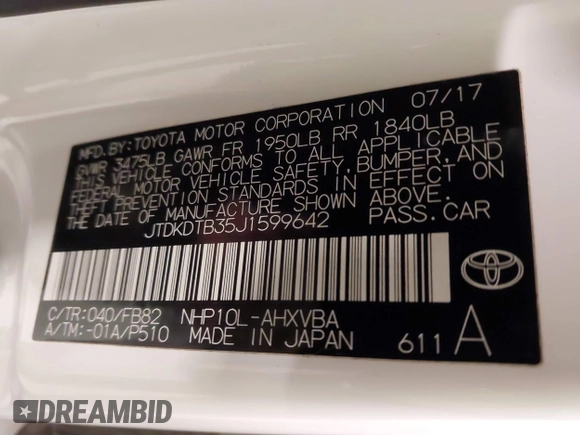 MFD.BY:TOYOTA MOTOR CORPORATION 07/17
GVWR 3475LB GAWR FR 1950LB RR 1840LB
THIS VEHICLE CONFORMS TO ALL APPLICABLE
FEDERAL MOTOR VEHICLE SAFETY,BUMPER,AND
THEFT PREVENTION STANDARDS IN EFFECT ON
THE DATE OF MANUFACTURE SHOWN ABOVE.
JTDKDTB35J1599642 PASS.CAR
C/TR:040/FB82 NHP10L-AHXVBA
A/TM:-01A/P510 MADE IN JAPAN 611 A
DREAMBID